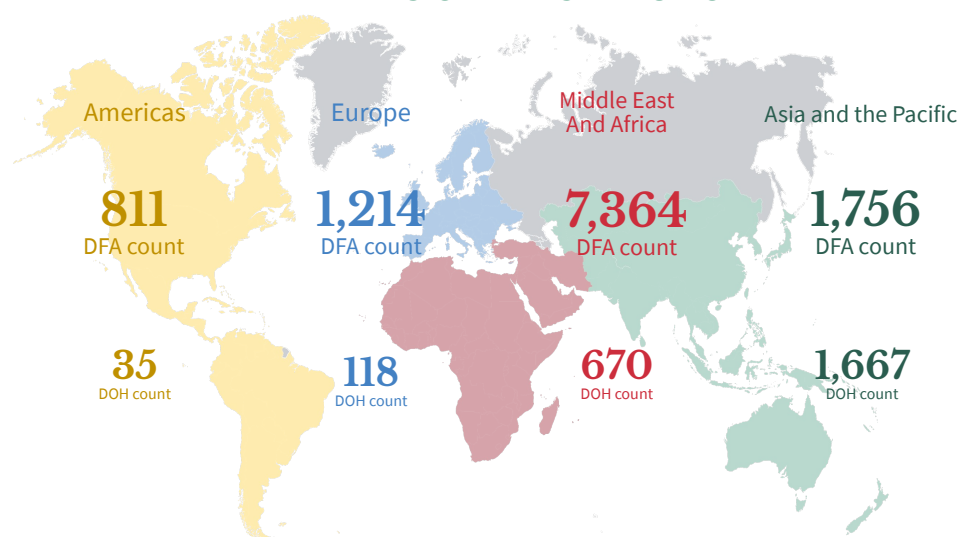 Americas
811
DFA count
35
DOH count
Europe
1,214
DFA count
118
DOH count
Middle East
And Africa
7,364
DFA count
670
DOH count
Asia and the Pacific
1,756
DFA count
1,667
DOH count